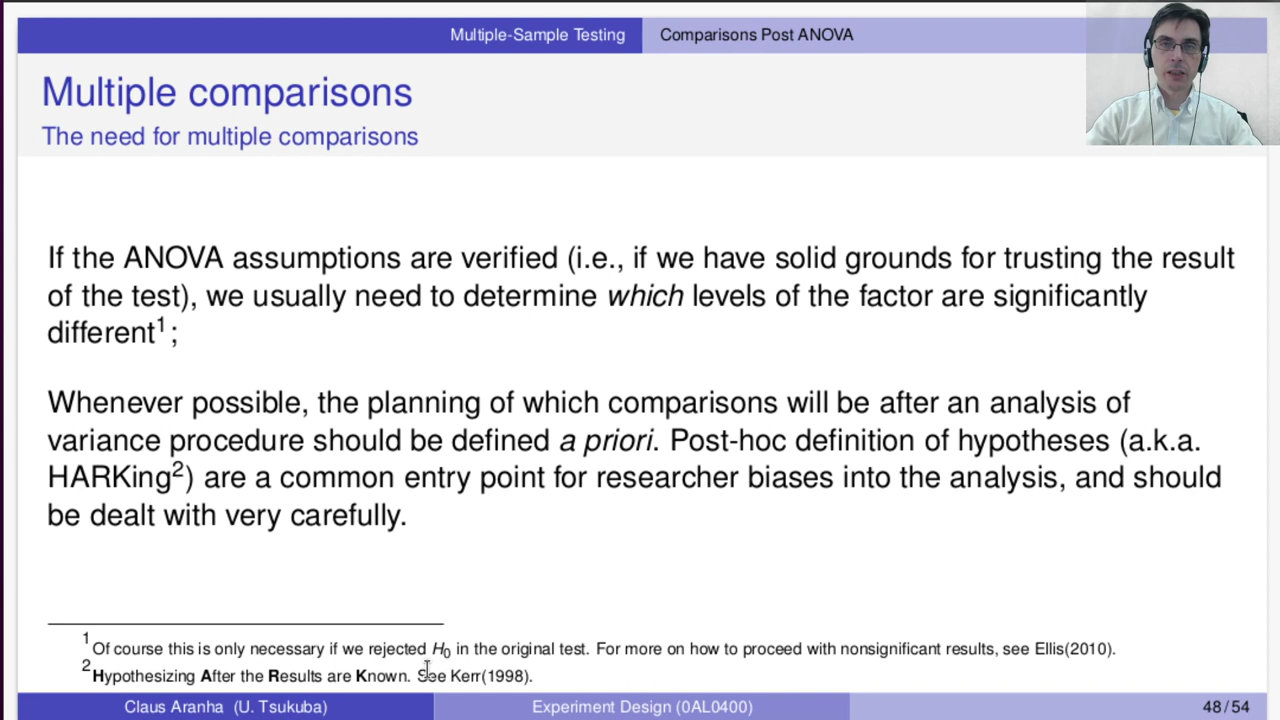 Multiple-Sample Testing Comparisons Post ANOVA
Multiple comparisons
The need for multiple comparisons
If the ANOVA assumptions are verified (i.e., if we have solid grounds for trusting the result
of the test), we usually need to determine which levels of the factor are significantly
different¹;
Whenever possible, the planning of which comparisons will be after an analysis of
variance procedure should be defined a priori. Post-hoc definition of hypotheses (a.k.a.
HARKing²) are a common entry point for researcher biases into the analysis, and should
be dealt with very carefully.
¹Of course this is only necessary if we rejected H₀ in the original test. For more on how to proceed with nonsignificant results, see Ellis(2010).
²Hypothesizing After the Results are Known. See Kerr(1998).
Claus Aranha (U. Tsukuba) Experiment Design (0AL0400) 48/54